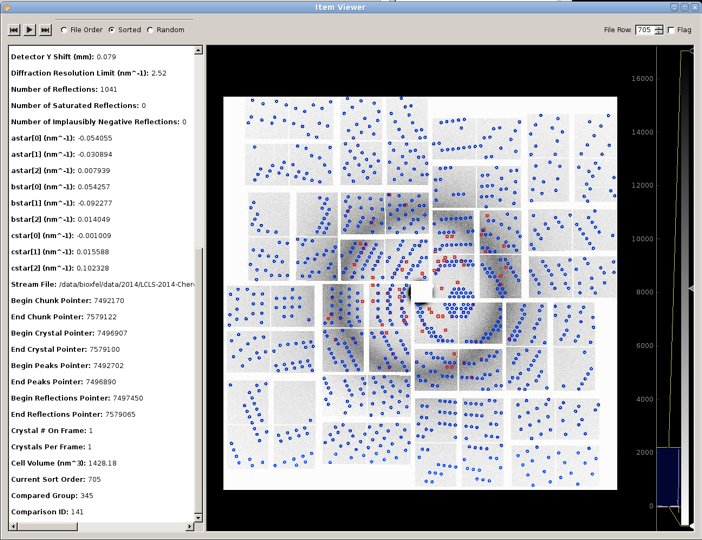 Item Viewer
File Order
Sorted
Random
File Row: 705
Flag
Detector Y Shift (mm): 0.079
Diffraction Resolution Limit (nm^-1): 2.52
Number of Reflections: 1041
Number of Saturated Reflections: 0
Number of Implausibly Negative Reflections: 0
astar[0] (nm^-1): -0.054055
astar[1] (nm^-1): -0.030894
astar[2] (nm^-1): 0.007939
bstar[0] (nm^-1): 0.054257
bstar[1] (nm^-1): -0.092277
bstar[2] (nm^-1): 0.014049
cstar[0] (nm^-1): -0.001009
cstar[1] (nm^-1): 0.015588
cstar[2] (nm^-1): 0.102328
Stream File: /data/bioxfel/data/2014/LCLS-2014-Cher
Begin Chunk Pointer: 7492170
End Chunk Pointer: 7579122
Begin Crystal Pointer: 7496907
End Crystal Pointer: 7579100
Begin Peaks Pointer: 7492702
End Peaks Pointer: 7496890
Begin Reflections Pointer: 7497450
End Reflections Pointer: 7579065
Crystal # On Frame: 1
Crystals Per Frame: 1
Cell Volume (nm^3): 1428.18
Current Sort Order: 705
Compared Group: 345
Comparison ID: 141
16000
14000
12000
10000
8000
6000
4000
2000
0